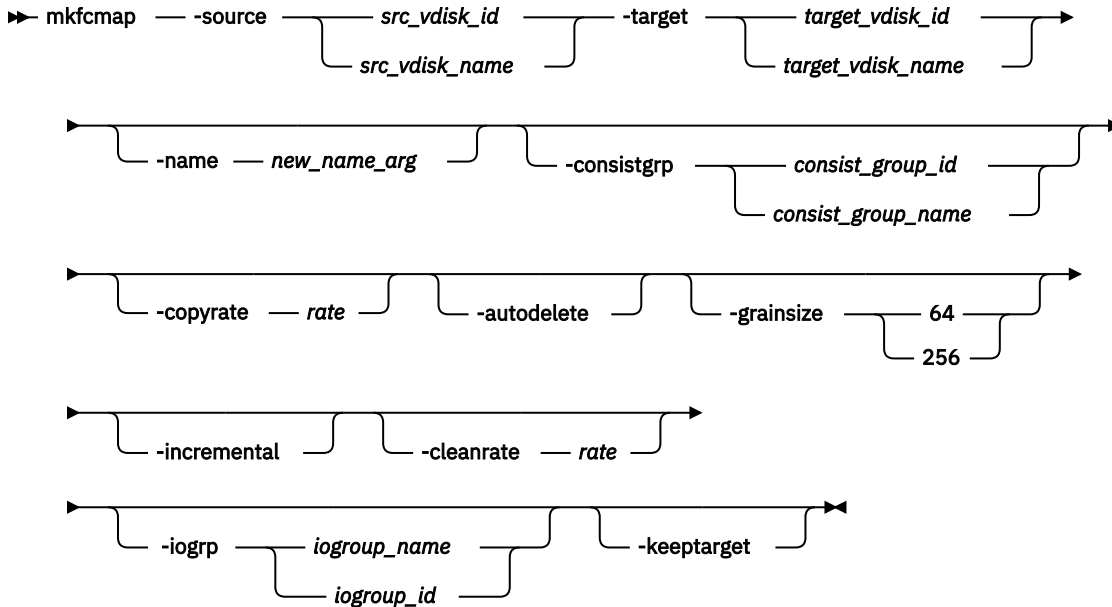 mkfcmap -source src_vdisk_id -target target_vdisk_id
src_vdisk_name target_vdisk_name
-name new_name_arg -consistgrp consist_group_id
consist_group_name
-copyrate rate -autodelete -grainsize 64
256
-incremental -cleanrate rate
-iogrp iogroup_name -keeptarget
iogroup_id